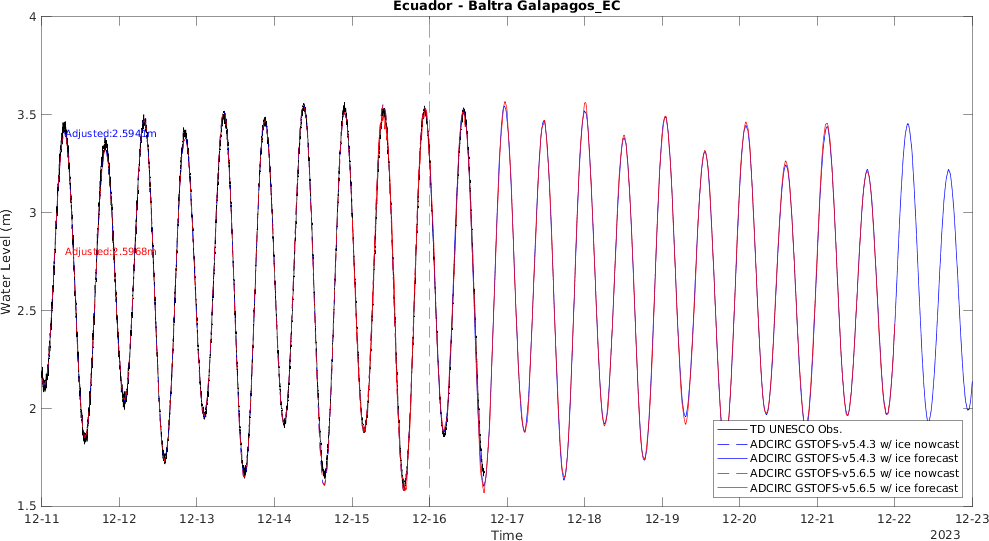 Ecuador - Baltra Galapagos_EC
4
3.5
3
2.5
2
1.5
Water Level (m)
Adjusted:2.5941m
Adjusted:2.5968m
TD UNESCO Obs.
ADCIRC GSTOFS-v5.4.3 w/ ice nowcast
ADCIRC GSTOFS-v5.4.3 w/ ice forecast
ADCIRC GSTOFS-v5.6.5 w/ ice nowcast
ADCIRC GSTOFS-v5.6.5 w/ ice forecast
12-11 12-12 12-13 12-14 12-15 12-16 12-17 12-18 12-19 12-20 12-21 12-22 12-23
Time
2023